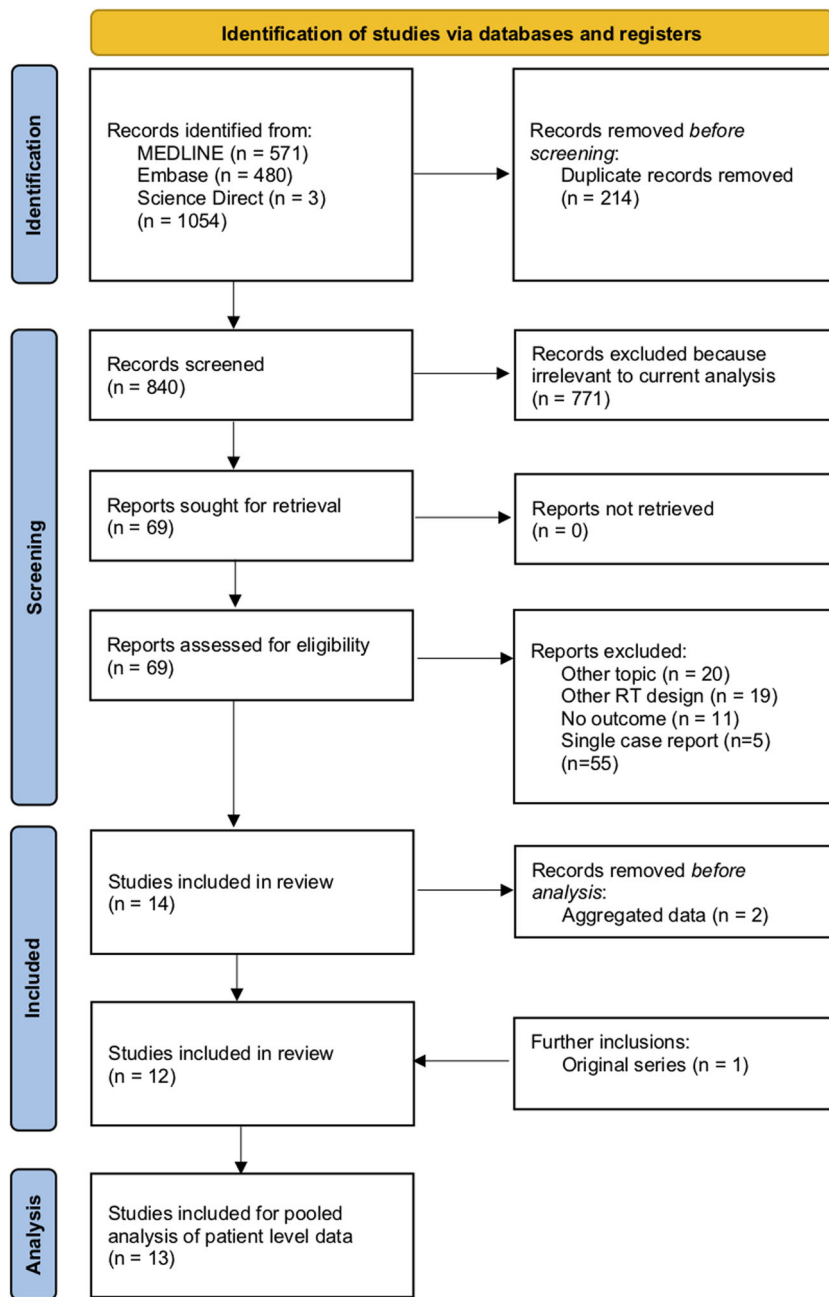 Identification of studies via databases and registers
Identification
Records identified from:
MEDLINE (n = 571)
Embase (n = 480)
Science Direct (n = 3)
(n = 1054)
Records removed before
screening:
Duplicate records removed
(n = 214)
Screening
Records screened
(n = 840)
Records excluded because
irrelevant to current analysis
(n = 771)
Reports sought for retrieval
(n = 69)
Reports not retrieved
(n = 0)
Reports assessed for eligibility
(n = 69)
Reports excluded:
Other topic (n = 20)
Other RT design (n = 19)
No outcome (n = 11)
Single case report (n=5)
(n=55)
Included
Studies included in review
(n = 14)
Records removed before
analysis:
Aggregated data (n = 2)
Studies included in review
(n = 12)
Further inclusions:
Original series (n = 1)
Analysis
Studies included for pooled
analysis of patient level data
(n = 13)